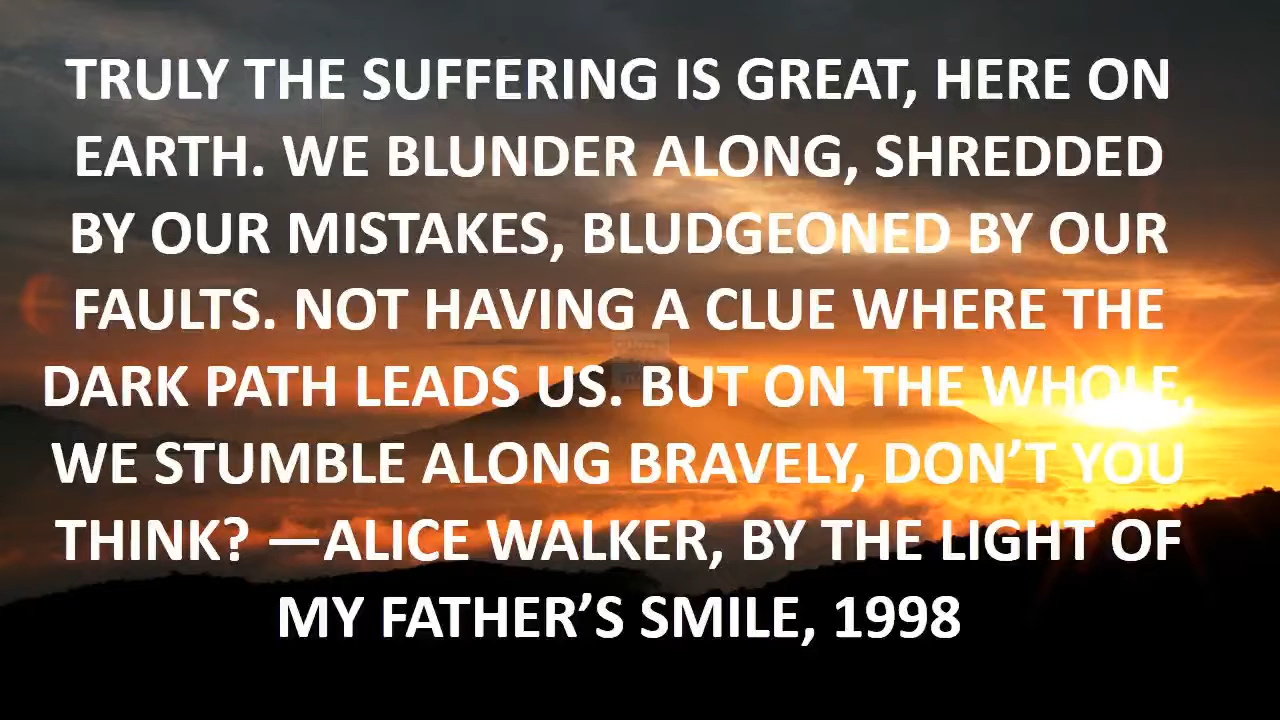 TRULY THE SUFFERING IS GREAT, HERE ON
EARTH. WE BLUNDER ALONG, SHREDDED
BY OUR MISTAKES, BLUDGEONED BY OUR
FAULTS. NOT HAVING A CLUE WHERE THE
DARK PATH LEADS US. BUT ON THE WHOLE,
WE STUMBLE ALONG BRAVELY, DON’T YOU
THINK? —ALICE WALKER, BY THE LIGHT OF
MY FATHER’S SMILE, 1998